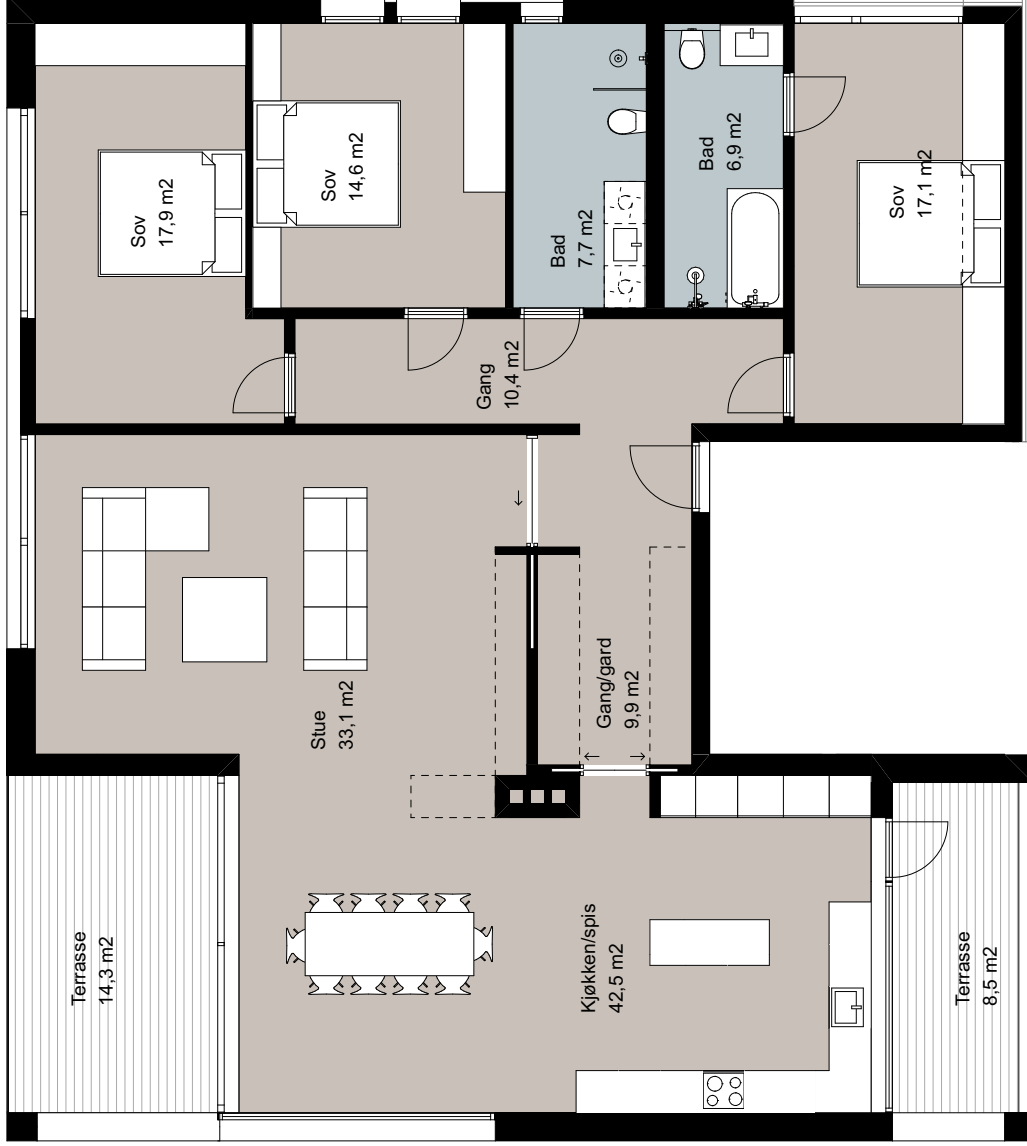 Sov
17,9 m2
Sov
14,6 m2
Bad
7,7 m2
Bad
6,9 m2
Sov
17,1 m2
Gang
10,4 m2
Stue
33,1 m2
Gang/gard
9,9 m2
Terrasse
14,3 m2
Kjøkken/spis
42,5 m2
Terrasse
8,5 m2